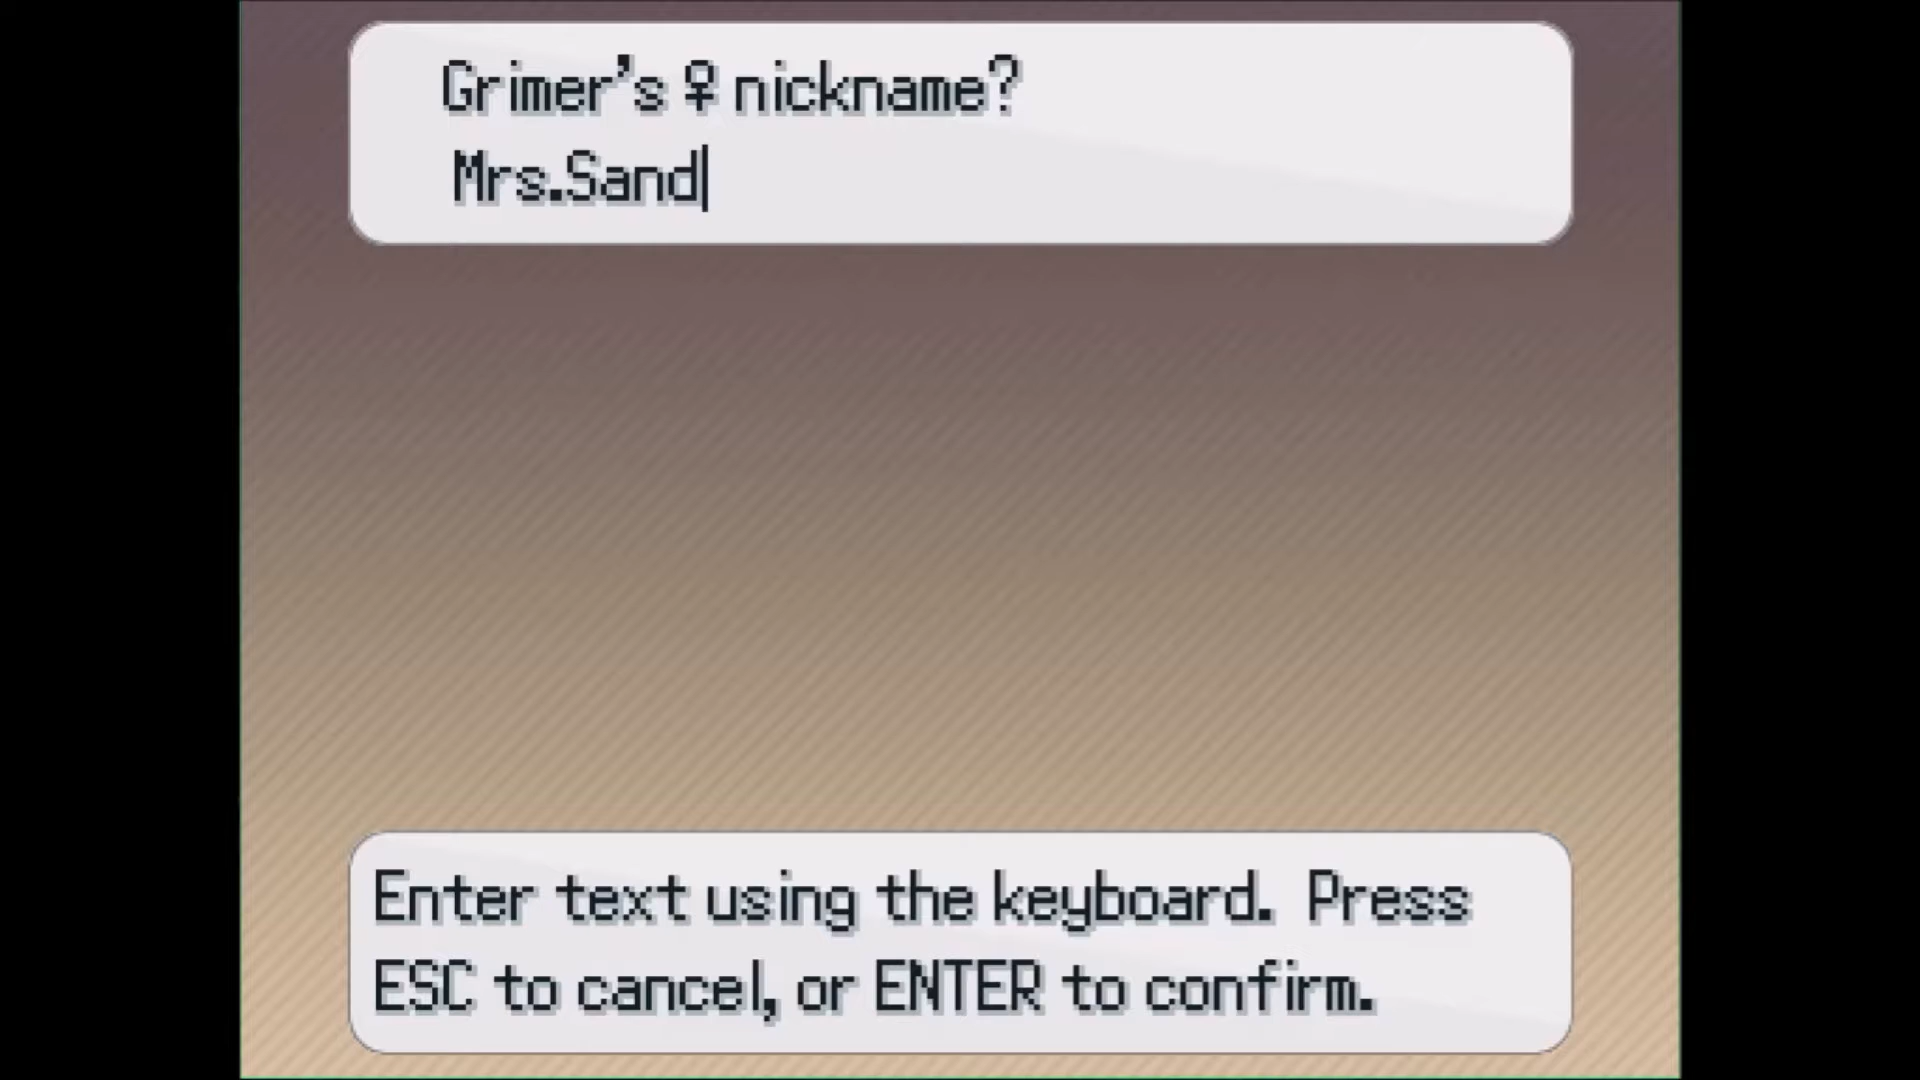 Grimer's ♀ nickname?
Mrs.Sand
Enter text using the keyboard. Press
ESC to cancel, or ENTER to confirm.